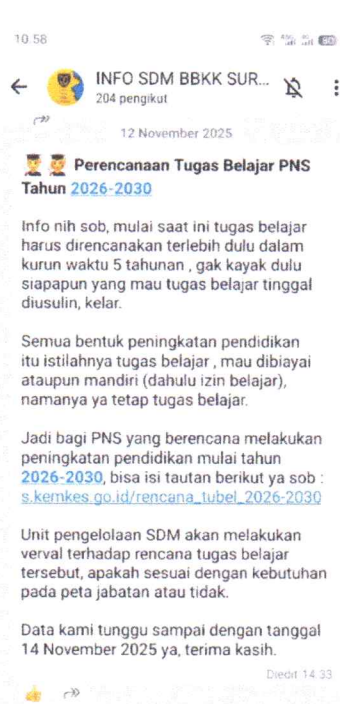 10.58
INFO SDM BBKK SUR...
204 pengikut
12 November 2025
Perencanaan Tugas Belajar PNS
Tahun 2026-2030
Info nih sob, mulai saat ini tugas belajar
harus direncanakan terlebih dulu dalam
kurun waktu 5 tahunan , gak kayak dulu
siapapun yang mau tugas belajar tinggal
diusulin, kelar.
Semua bentuk peningkatan pendidikan
itu istilahnya tugas belajar , mau dibiayai
ataupun mandiri (dahulu izin belajar),
namanya ya tetap tugas belajar.
Jadi bagi PNS yang berencana melakukan
peningkatan pendidikan mulai tahun
2026-2030, bisa isi tautan berikut ya sob :
s.kemkes.go.id/rencana_tubel_2026-2030
Unit pengelolaan SDM akan melakukan
verval terhadap rencana tugas belajar
tersebut, apakah sesuai dengan kebutuhan
pada peta jabatan atau tidak.
Data kami tunggu sampai dengan tanggal
14 November 2025 ya, terima kasih.
Diedit 14.33